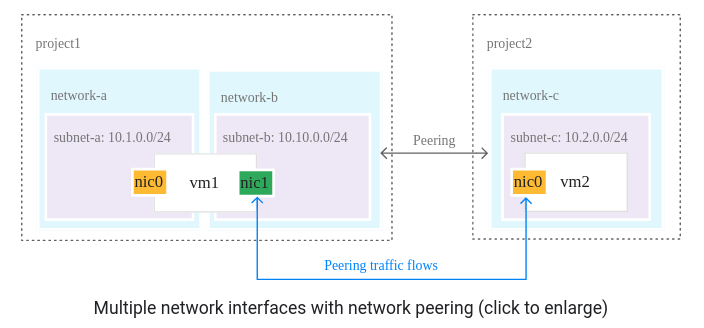 project1
project2
network-a
network-b
network-c
subnet-a: 10.1.0.0/24
subnet-b: 10.10.0.0/24
Peering
subnet-c: 10.2.0.0/24
nic0
vm1
nic1
nic0
vm2
Peering traffic flows
Multiple network interfaces with network peering (click to enlarge)